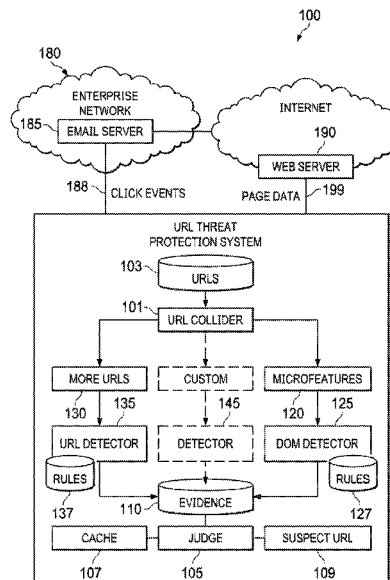 100
180
ENTERPRISE
NETWORK
185
EMAIL SERVER
INTERNET
190
WEB SERVER
188
CLICK EVENTS
PAGE DATA
199
URL THREAT
PROTECTION SYSTEM
103
URLS
101
URL COLLIDER
MORE URLS
CUSTOM
MICROFEATURES
130
135
145
120
125
URL DETECTOR
DETECTOR
DOM DETECTOR
RULES
137
110
EVIDENCE
RULES
127
CACHE
JUDGE
SUSPECT URL
107
105
109